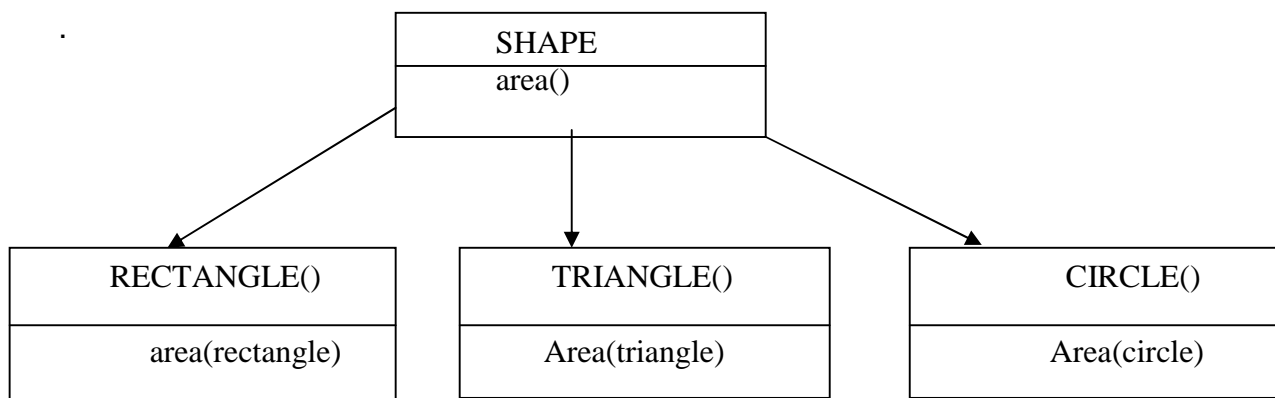 SHAPE
area()
RECTANGLE()
area(rectangle)
TRIANGLE()
Area(triangle)
CIRCLE()
Area(circle)